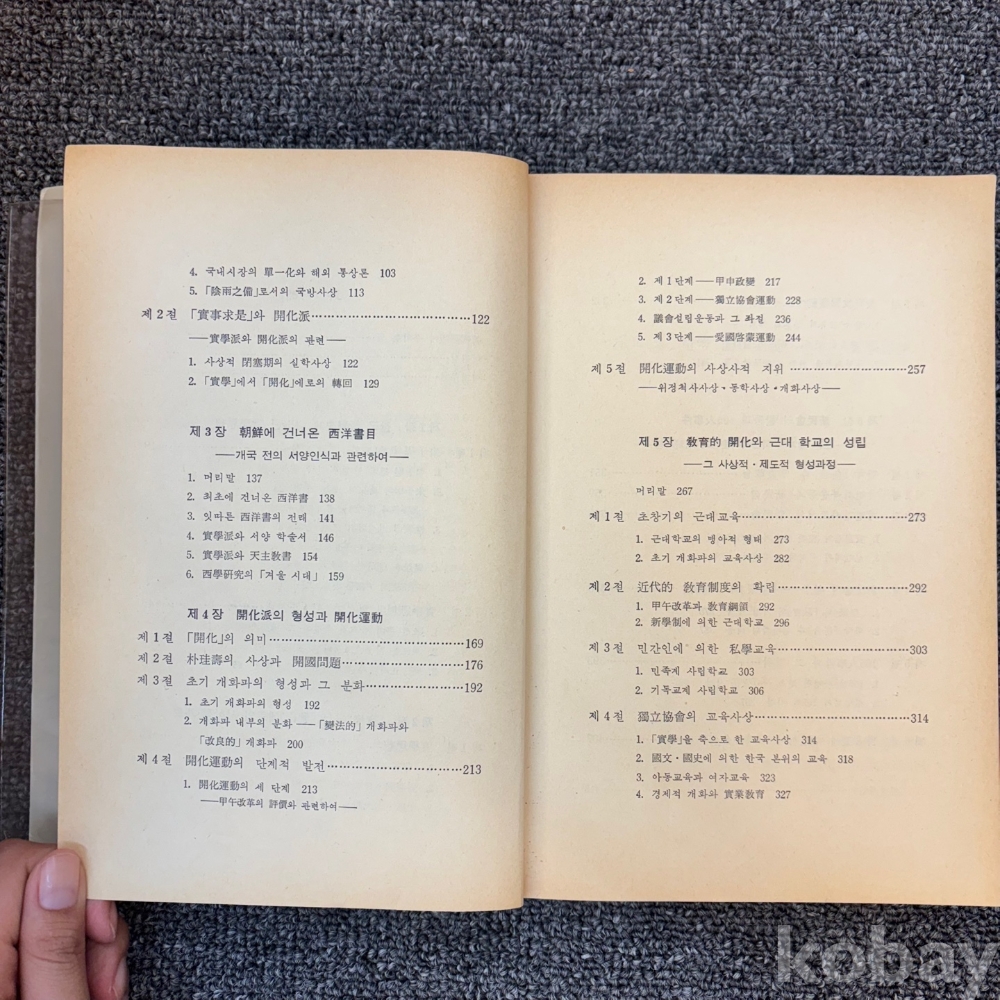 4. 국내시장의 單一化와 해외 통상론 103
5. 「陰雨之備」로서의 국방사상 113
제2절 「實事求是」와 開化派……………………………122
——實學派와 開化派의 관련——
1. 사상적 閉塞期의 실학사상 122
2. 「實學」에서 「開化」에로의 轉回 129
제3장 朝鮮에 건너온 西洋書目
——개국 전의 서양인식과 관련하여——
1. 머리말 137
2. 최초에 건너온 西洋書 138
3. 잇따른 西洋書의 전래 141
4. 實學派와 서양 학술서 146
5. 實學派와 天主敎書 154
6. 西學硏究의 「겨울 시대」 159
제4장 開化派의 형성과 開化運動
제1절 「開化」의 의미……………………………………169
제2절 朴珪壽의 사상과 開國問題……………………176
제3절 초기 개화파의 형성과 그 분화…………………192
1. 초기 개화파의 형성 192
2. 개화파 내부의 분화 ——「變法的」 개화파와
「改良的」 개화파 200
제4절 開化運動의 단계적 발전…………………………213
1. 開化運動의 세 단계 213
——甲午改革의 評價와 관련하여——
2. 제1단계——甲申政變 217
3. 제2단계——獨立協會運動 228
4. 議會설립운동과 그 좌절 236
5. 제3단계——愛國啓蒙運動 244
제5절 開化運動의 사상사적 지위 ……………………257
——위정척사사상·동학사상·개화사상——
제5장 敎育的 開化와 근대 학교의 성립
——그 사상적·제도적 형성과정——
머리말 267
제1절 초창기의 근대교육………………………………273
1. 근대학교의 맹아적 형태 273
2. 초기 개화파의 교육사상 282
제2절 近代的 敎育制度의 확립…………………………292
1. 甲午改革과 敎育綱領 292
2. 新學制에 의한 근대학교 296
제3절 민간인에 의한 私學교육…………………………303
1. 민족계 사립학교 303
2. 기독교계 사립학교 306
제4절 獨立協會의 교육사상……………………………314
1. 「實學」을 축으로 한 교육사상 314
2. 國文·國史에 의한 한국 본위의 교육 318
3. 아동교육과 여자교육 323
4. 경제적 개화와 實業敎育 327
kobay